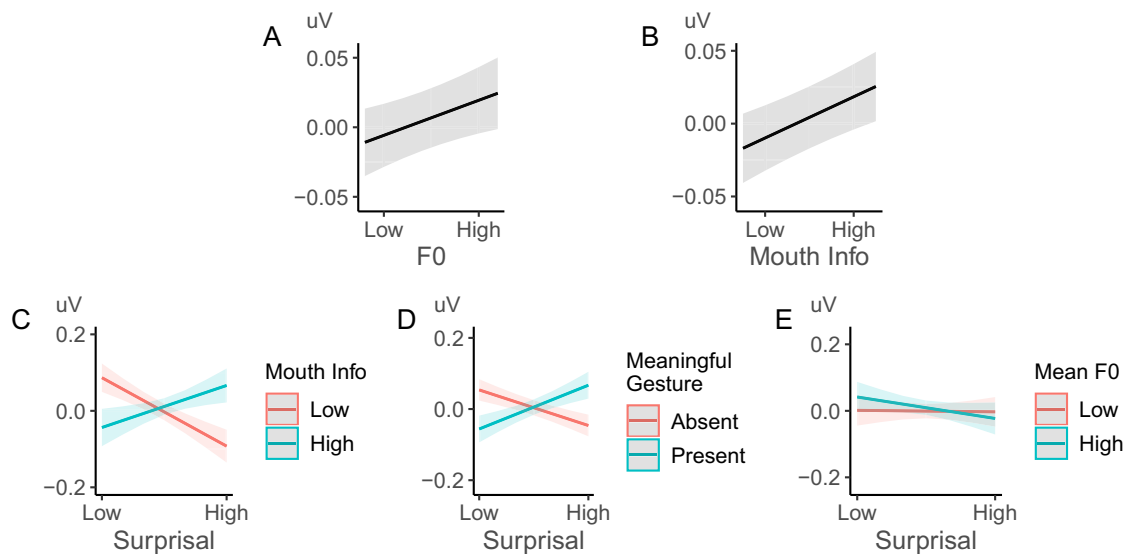 A
uV
0.05
0.00
−0.05
Low
High
F0
B
uV
0.05
0.00
−0.05
Low
High
Mouth Info
C
uV
0.2
0.0
−0.2
Low
High
Surprisal
Mouth Info
Low
High
D
uV
0.2
0.0
−0.2
Low
High
Surprisal
Meaningful
Gesture
Absent
Present
E
uV
0.2
0.0
−0.2
Low
High
Surprisal
Mean F0
Low
High